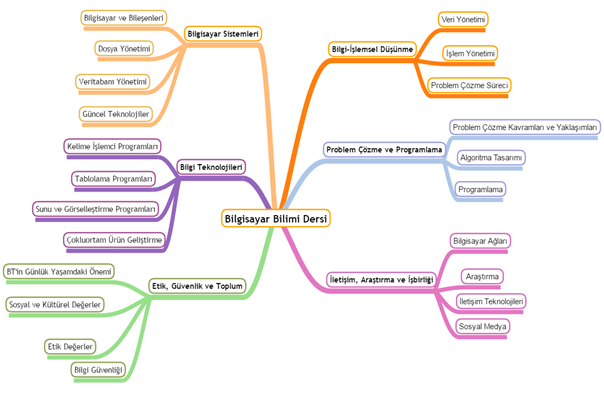 Bilgisayar Bilimi Dersi
Bilgisayar Sistemleri
Bilgisayar ve Bileşenleri
Dosya Yönetimi
Veritabanı Yönetimi
Güncel Teknolojiler
Bilgi Teknolojileri
Kelime İşlemci Programları
Tablolama Programları
Sunu ve Görselleştirme Programları
Çokluortam Ürün Geliştirme
Etik, Güvenlik ve Toplum
BT'in Günlük Yaşamdaki Önemi
Sosyal ve Kültürel Değerler
Etik Değerler
Bilgi Güvenliği
Bilgi-İşlemsel Düşünme
Veri Yönetimi
İşlem Yönetimi
Problem Çözme Süreci
Problem Çözme ve Programlama
Problem Çözme Kavramları ve Yaklaşımları
Algoritma Tasarımı
Programlama
İletişim, Araştırma ve İşbirliği
Bilgisayar Ağları
Araştırma
İletişim Teknolojileri
Sosyal Medya